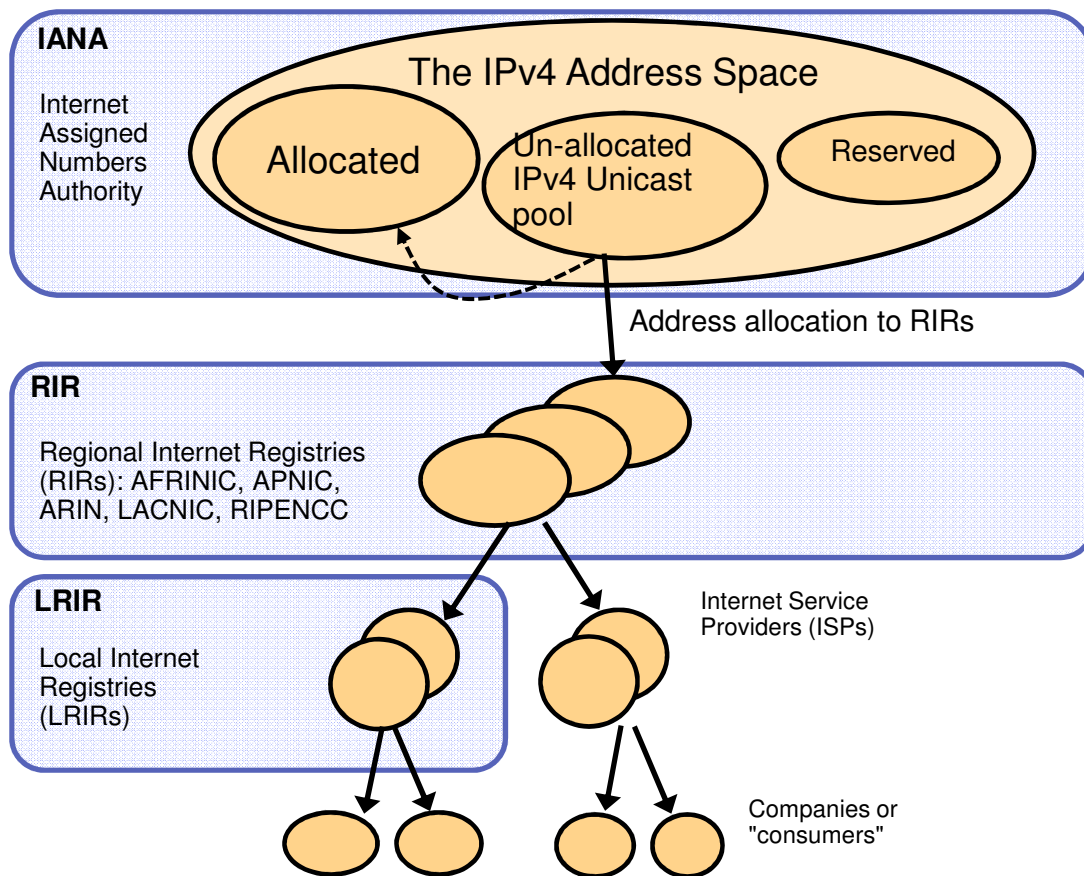 IANA
Internet
Assigned
Numbers
Authority
The IPv4 Address Space
Allocated
Un-allocated
IPv4 Unicast
pool
Reserved
Address allocation to RIRs
RIR
Regional Internet Registries
(RIRs): AFRINIC, APNIC,
ARIN, LACNIC, RIPENCC
LRIR
Local Internet
Registries
(LRIRs)
Internet Service
Providers (ISPs)
Companies or
"consumers"